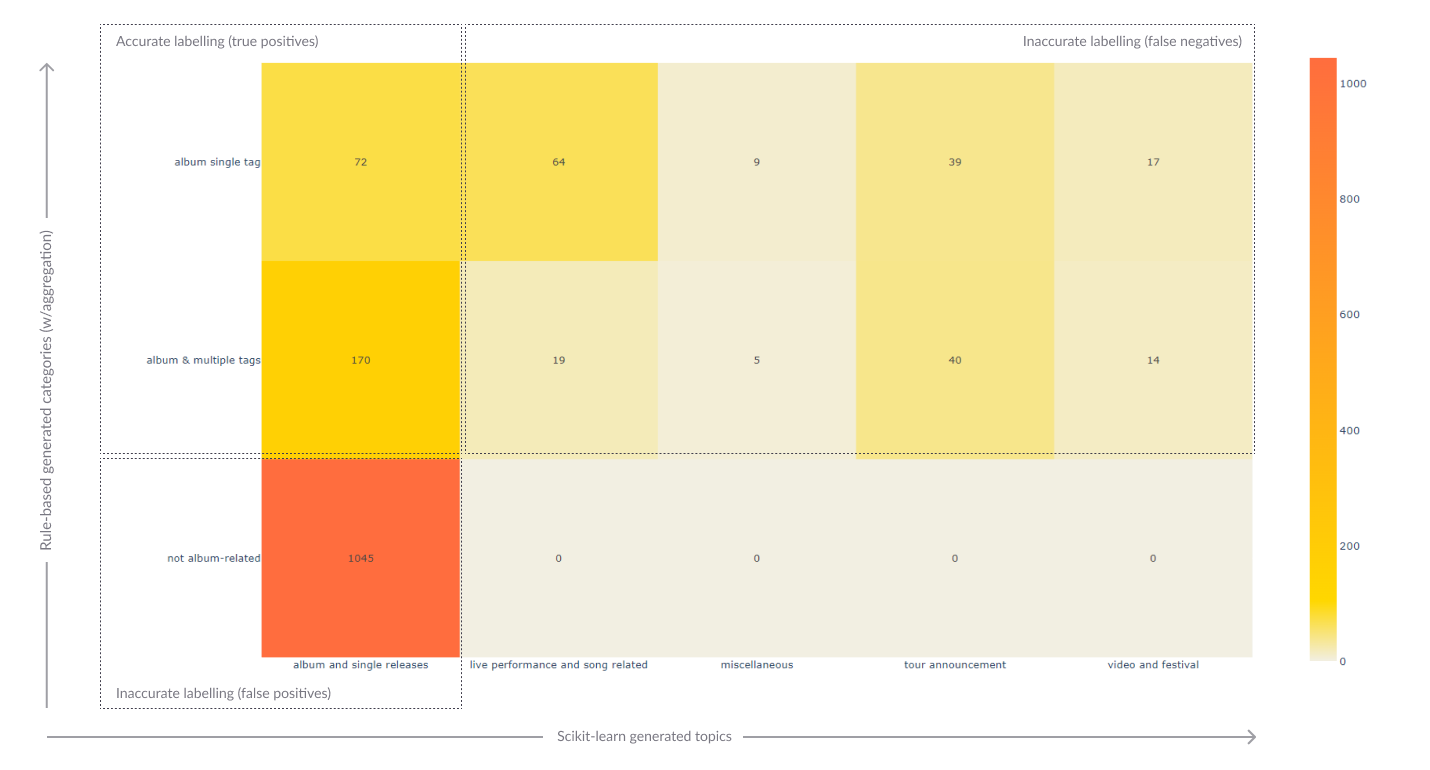 Accurate labelling (true positives)
Inaccurate labelling (false negatives)
Rule-based generated categories (w/aggregation)
album single tag
72
64
9
39
17
album & multiple tags
170
19
5
40
14
not album-related
1045
0
0
0
0
album and single releases
live performance and song related
miscellaneous
tour announcement
video and festival
Inaccurate labelling (false positives)
Scikit-learn generated topics
1000
800
600
400
200
0